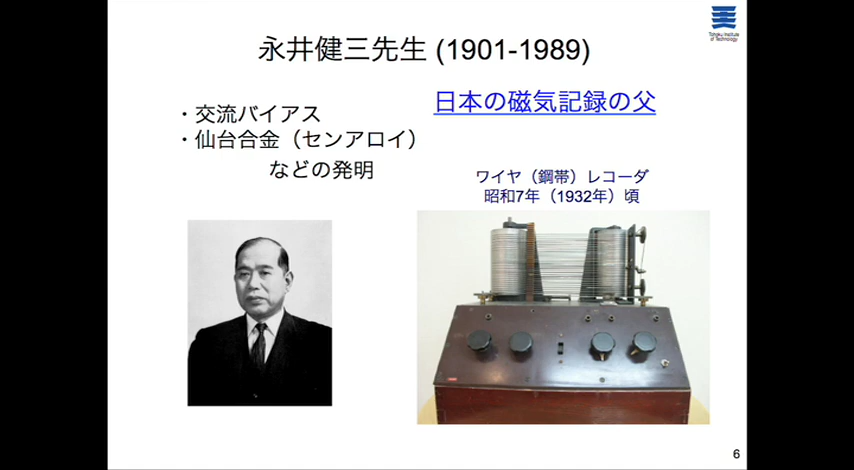 Tohoku Institute
of Technology
永井健三先生 (1901-1989)
日本の磁気記録の父
・交流バイアス
・仙台合金（センアロイ）
などの発明
ワイヤ（鋼帯）レコーダ
昭和7年（1932年）頃
6